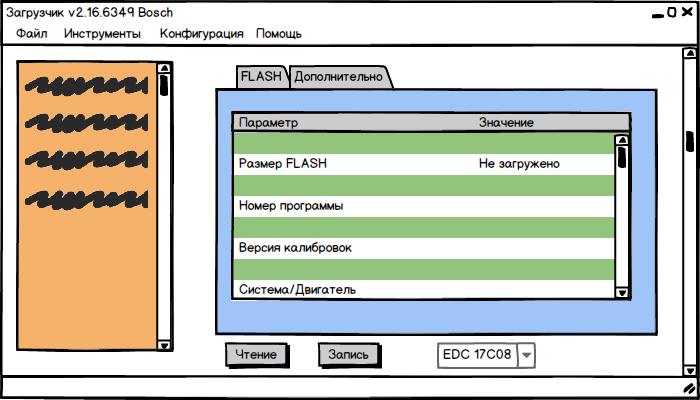 Загрузчик v2.16.6349 Bosch
Файл Инструменты Конфигурация Помощь
FLASH Дополнительно
Параметр Значение
Размер FLASH Не загружено
Номер программы
Версия калибровок
Система/Двигатель
Чтение Запись EDC 17C08